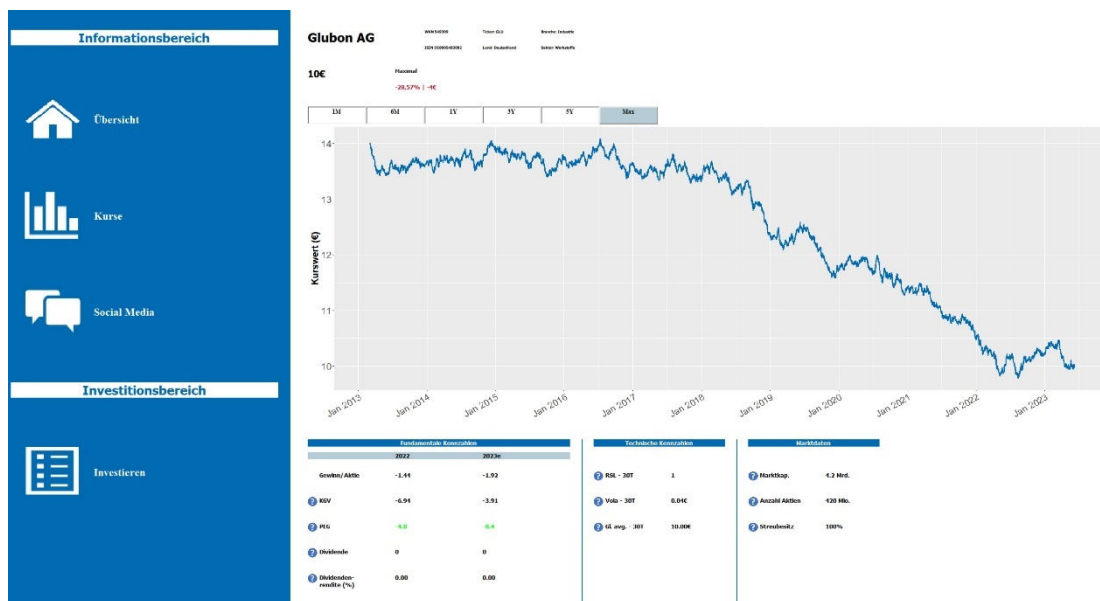 Informationsbereich
Übersicht
Kurse
Social Media
Investitionsbereich
Investieren
Glubon AG
Ticker: GLU
Branche: Industrie
Land: Deutschland
Sektor: Werkstoffe
10€
Maximal
-28,57% | -4€
1M 6M 1Y 3Y 5Y Max
Kurswert (€)
14
13
12
11
10
Jan 2013 Jan 2014 Jan 2015 Jan 2016 Jan 2017 Jan 2018 Jan 2019 Jan 2020 Jan 2021 Jan 2022 Jan 2023
Fundamentale Kennzahlen
2022 2023e
Gewinn/Aktie -1.44 -1.92
? KGV -6.94 -3.91
? PEG
? Dividende 0 0
? Dividenden-
rendite (%) 0.00 0.00
Technische Kennzahlen
? RSL - 30T 1
? Vola - 30T 0.04€
? Gl. avg. - 30T 10.00€
Marktdaten
? Marktkap. 4.2 Mrd.
? Anzahl Aktien 420 Mio.
? Streubesitz 100%